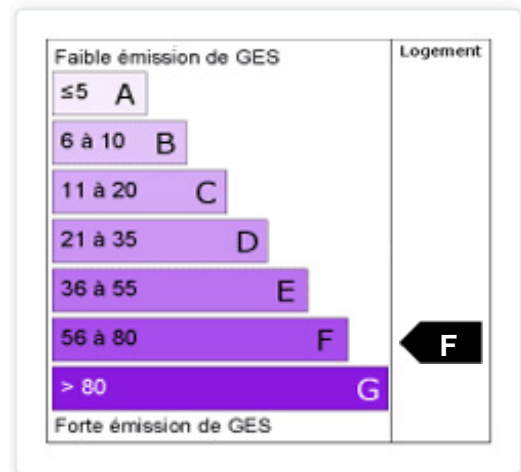 Faible émission de GES
Logement
≤5 A
6 à 10 B
11 à 20 C
21 à 35 D
36 à 55 E
56 à 80 F
F
> 80 G
Forte émission de GES